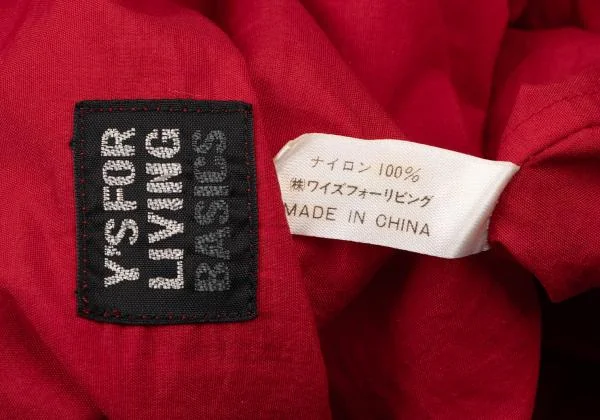 Y'S FOR
LIVING
BASICS
ナイロン 100%
㈱ワイズフォーリビング
MADE IN CHINA